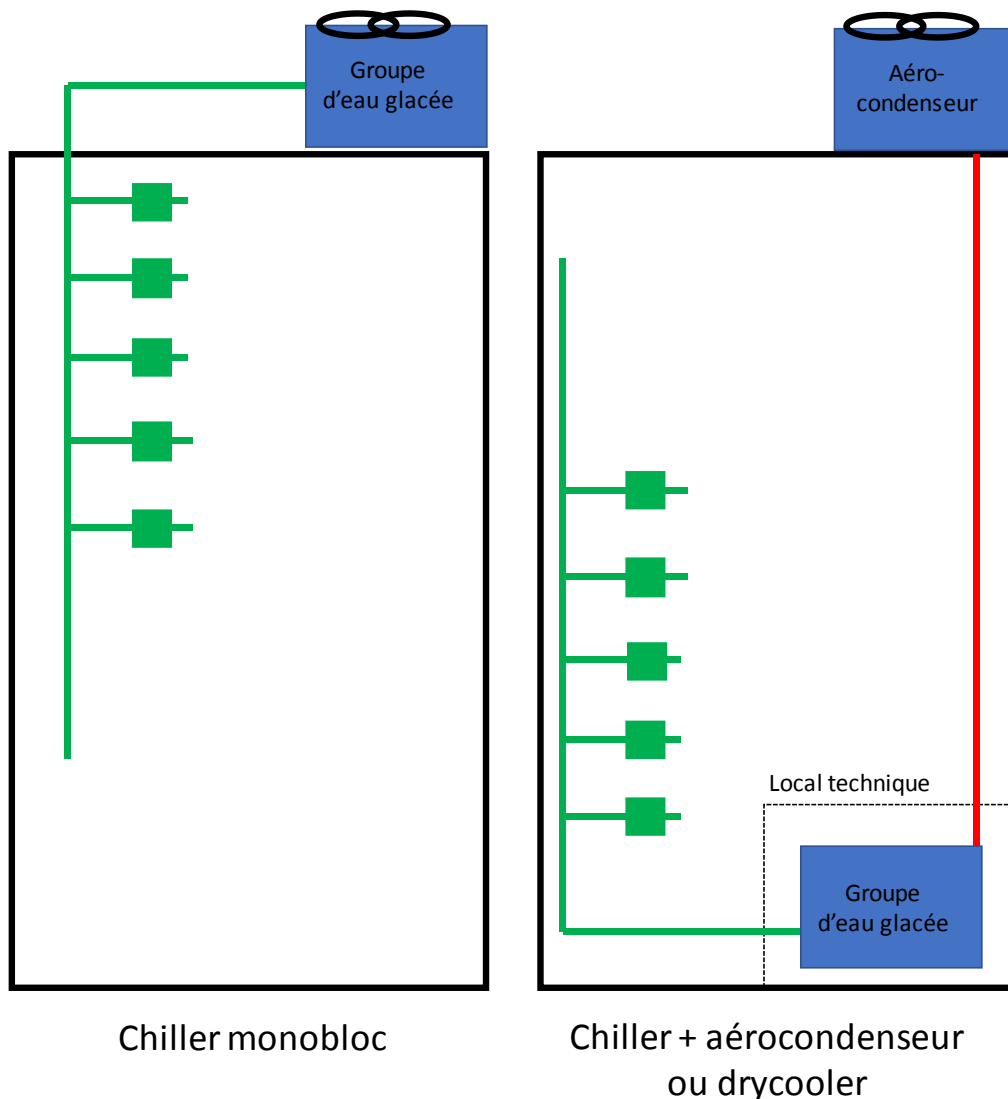 Groupe
d'eau glacée
Aéro-
condenseur
Local technique
Groupe
d'eau glacée
Chiller monobloc
Chiller + aérocondenseur
ou drycooler